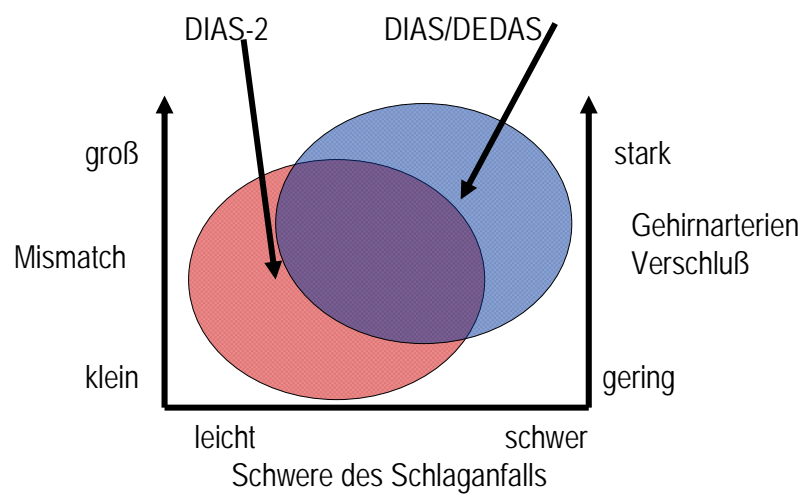 DIAS-2 DIAS/DEDAS
groß stark
Mismatch
Gehirnarterien
Verschluß
klein gering
leicht schwer
Schwere des Schlaganfalls